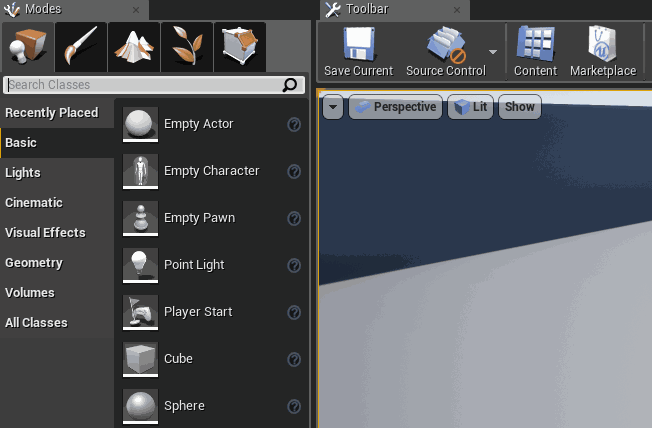 Modes
Toolbar
Save Current
Source Control
Content
Marketplace
Search Classes
Recently Placed
Basic
Lights
Cinematic
Visual Effects
Geometry
Volumes
All Classes
Empty Actor
Empty Character
Empty Pawn
Point Light
Player Start
Cube
Sphere
Perspective
Lit
Show